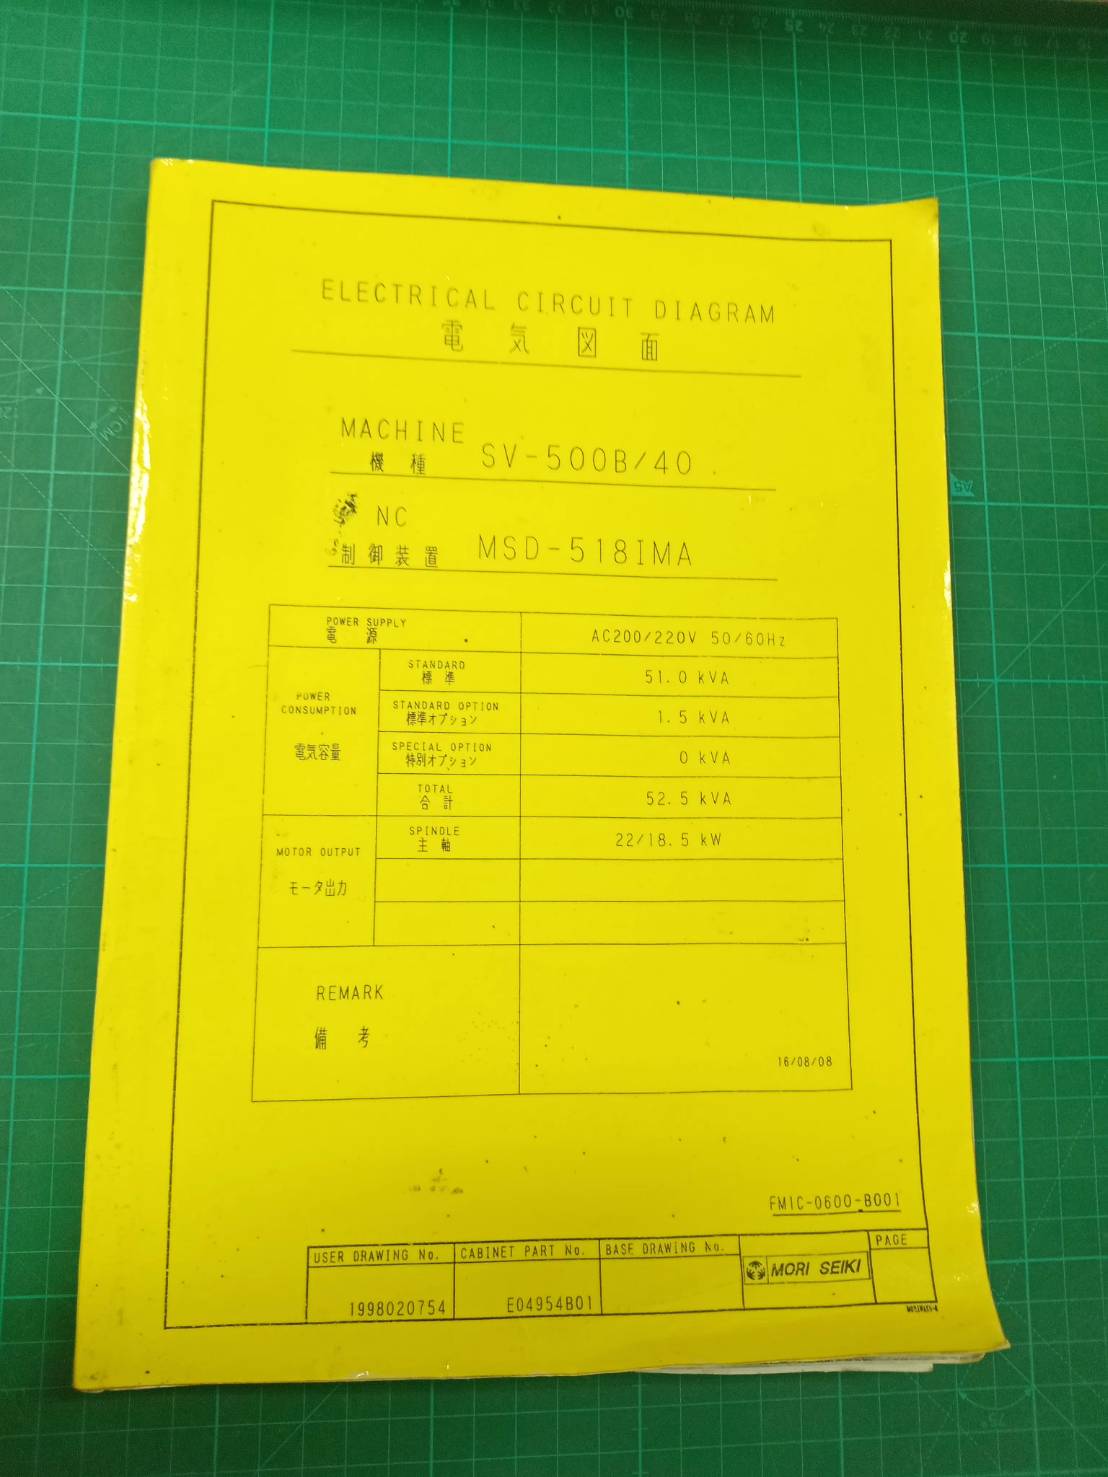 ELECTRICAL CIRCUIT DIAGRAM
電気図面
MACHINE
機種 SV-500B/40
NC
制御装置 MSD-518IMA
POWER SUPPLY
電源
AC200/220V 50/60Hz
POWER
CONSUMPTION
電気容量
STANDARD
標準
51.0 kVA
STANDARD OPTION
標準オプション
1.5 kVA
SPECIAL OPTION
特別オプション
0 kVA
TOTAL
合計
52.5 kVA
MOTOR OUTPUT
モータ出力
SPINDLE
主軸
22/18.5 kW
REMARK
備考
16/08/08
FM1C-0600-B001
USER DRAWING No.
1998020754
CABINET PART No.
E04954B01
BASE DRAWING No.
MORI SEIKI
PAGE